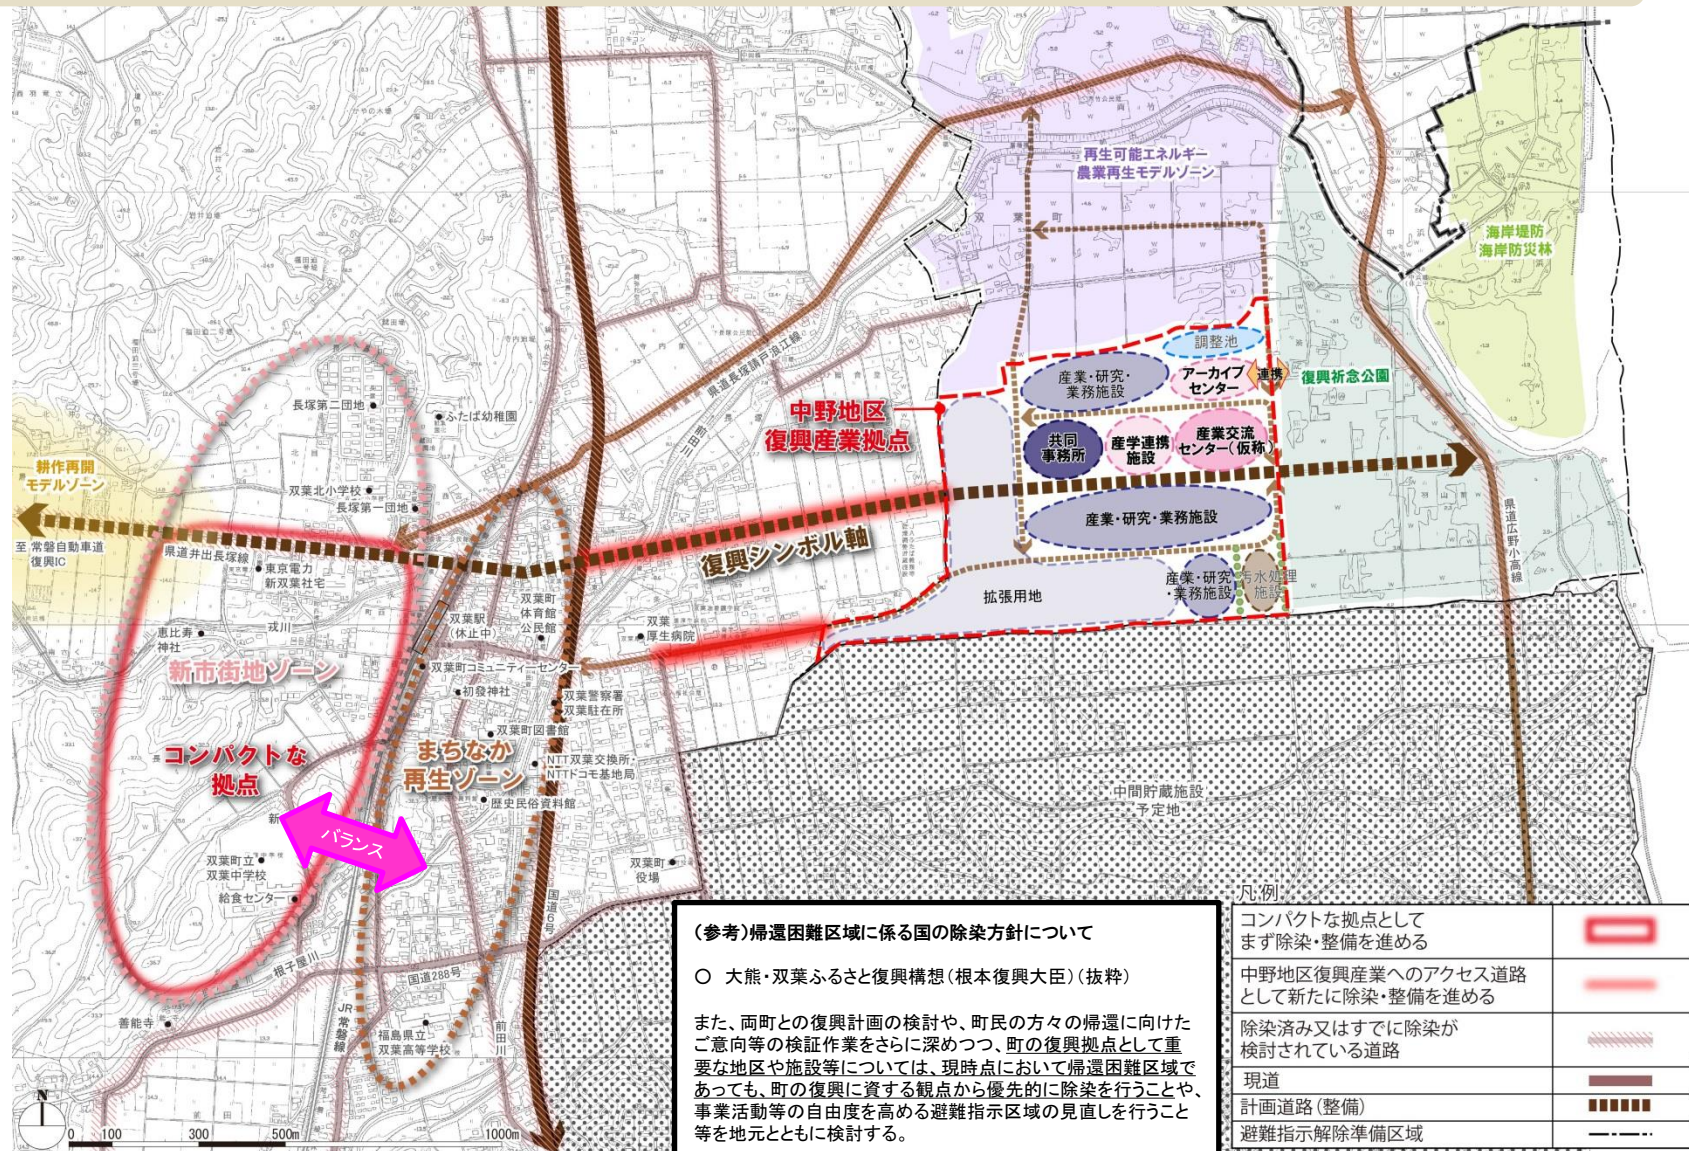 再生可能エネルギー
農業再生モデルゾーン
双葉町
海岸堤防
海岸防災林
調整池
産業・研究・
業務施設
アーカイブ
センター
連携
復興祈念公園
中野地区
復興産業拠点
共同
事務所
産学連携
施設
産業交流
センター(仮称)
産業・研究・業務施設
拡張用地
産業・研究
・業務施設
汚水処理
施設
県道広野小高線
県道長塚請戸浪江線
前田川
長塚第二団地
ふたば幼稚園
耕作再開
モデルゾーン
双葉北小学校
長塚第一団地
至 常磐自動車道
復興IC
県道井出長塚線
東京電力
新双葉社宅
復興シンボル軸
双葉町
体育館
公民館
双葉駅
(休止中)
双葉
厚生病院
戎川
恵比寿
神社
新市街地ゾーン
双葉町コミュニティーセンター
初發神社
双葉警察署
双葉駐在所
双葉町図書館
コンパクトな
拠点
まちなか
再生ゾーン
NTT双葉交換所・
NTTドコモ基地局
歴史民俗資料館
中間貯蔵施設
予定地
バランス
双葉町立
双葉中学校
給食センター
双葉町
役場
国道6号
根子屋川
国道288号
善能寺
JR常磐線
福島県立
双葉高等学校
前田川
前田
N
0 100 300 500m 1000m
(参考)帰還困難区域に係る国の除染方針について
○ 大熊・双葉ふるさと復興構想(根本復興大臣)(抜粋)
また、両町との復興計画の検討や、町民の方々の帰還に向けた
ご意向等の検証作業をさらに深めつつ、町の復興拠点として重
要な地区や施設等については、現時点において帰還困難区域で
あっても、町の復興に資する観点から優先的に除染を行うことや、
事業活動等の自由度を高める避難指示区域の見直しを行うこと
等を地元とともに検討する。
凡例
コンパクトな拠点として
まず除染・整備を進める
中野地区復興産業へのアクセス道路
として新たに除染・整備を進める
除染済み又はすでに除染が
検討されている道路
現道
計画道路(整備)
避難指示解除準備区域